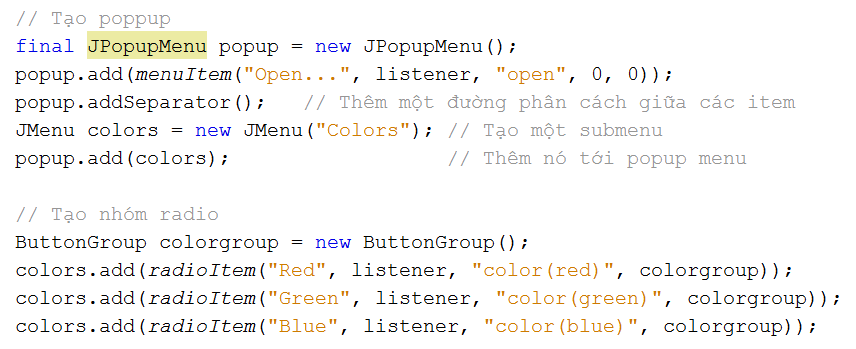 // Tạo poppup
final JPopupMenu popup = new JPopupMenu();
popup.add(menuItem("Open...", listener, "open", 0, 0));
popup.addSeparator();   // Thêm một đường phân cách giữa các item
JMenu colors = new JMenu("Colors"); // Tạo một submenu
popup.add(colors);                  // Thêm nó tới popup menu

// Tạo nhóm radio
ButtonGroup colorgroup = new ButtonGroup();
colors.add(radioItem("Red", listener, "color(red)", colorgroup));
colors.add(radioItem("Green", listener, "color(green)", colorgroup));
colors.add(radioItem("Blue", listener, "color(blue)", colorgroup));